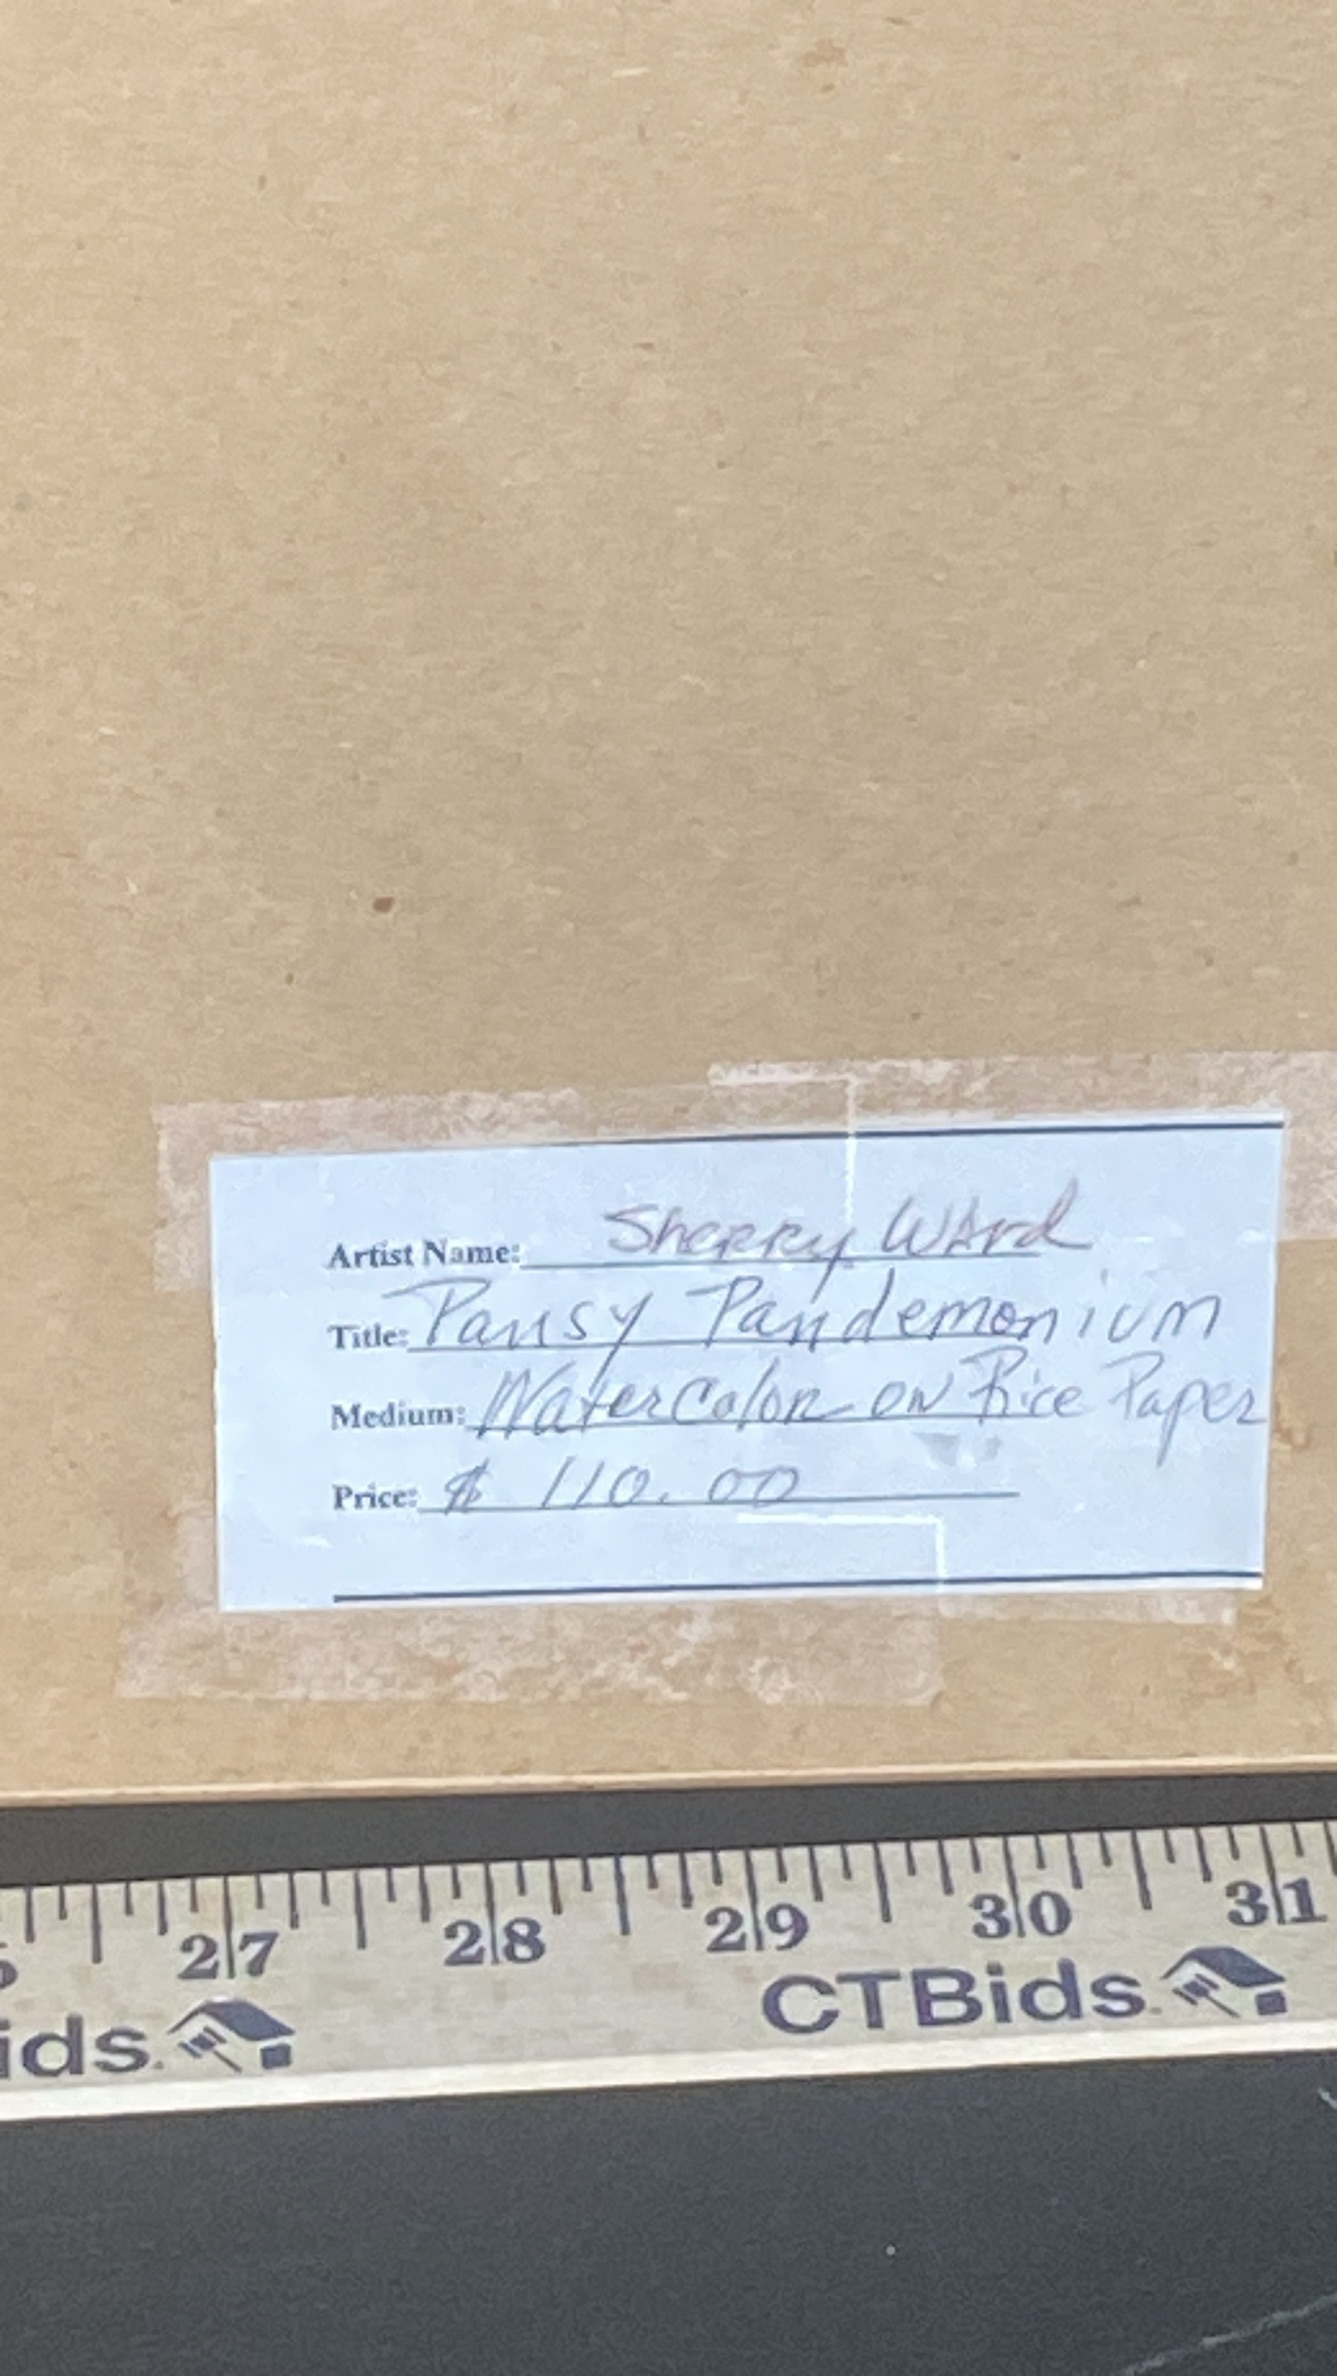 Artist Name: Sherry Ward
Title: Pansy Pandemonium
Medium: Watercolor on Rice Paper
Price: $ 110.00
27 28 29 30 31
ids. CTBids.